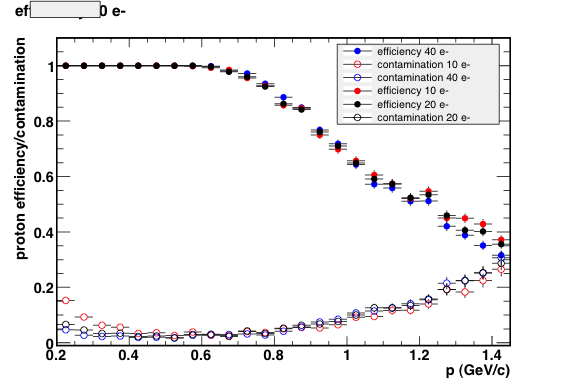 0 e-
efficiency 40 e-
contamination 10 e-
contamination 40 e-
efficiency 10 e-
efficiency 20 e-
contamination 20 e-
proton efficiency/contamination
1
0.8
0.6
0.4
0.2
0
0.2 0.4 0.6 0.8 1 1.2 1.4
p (GeV/c)